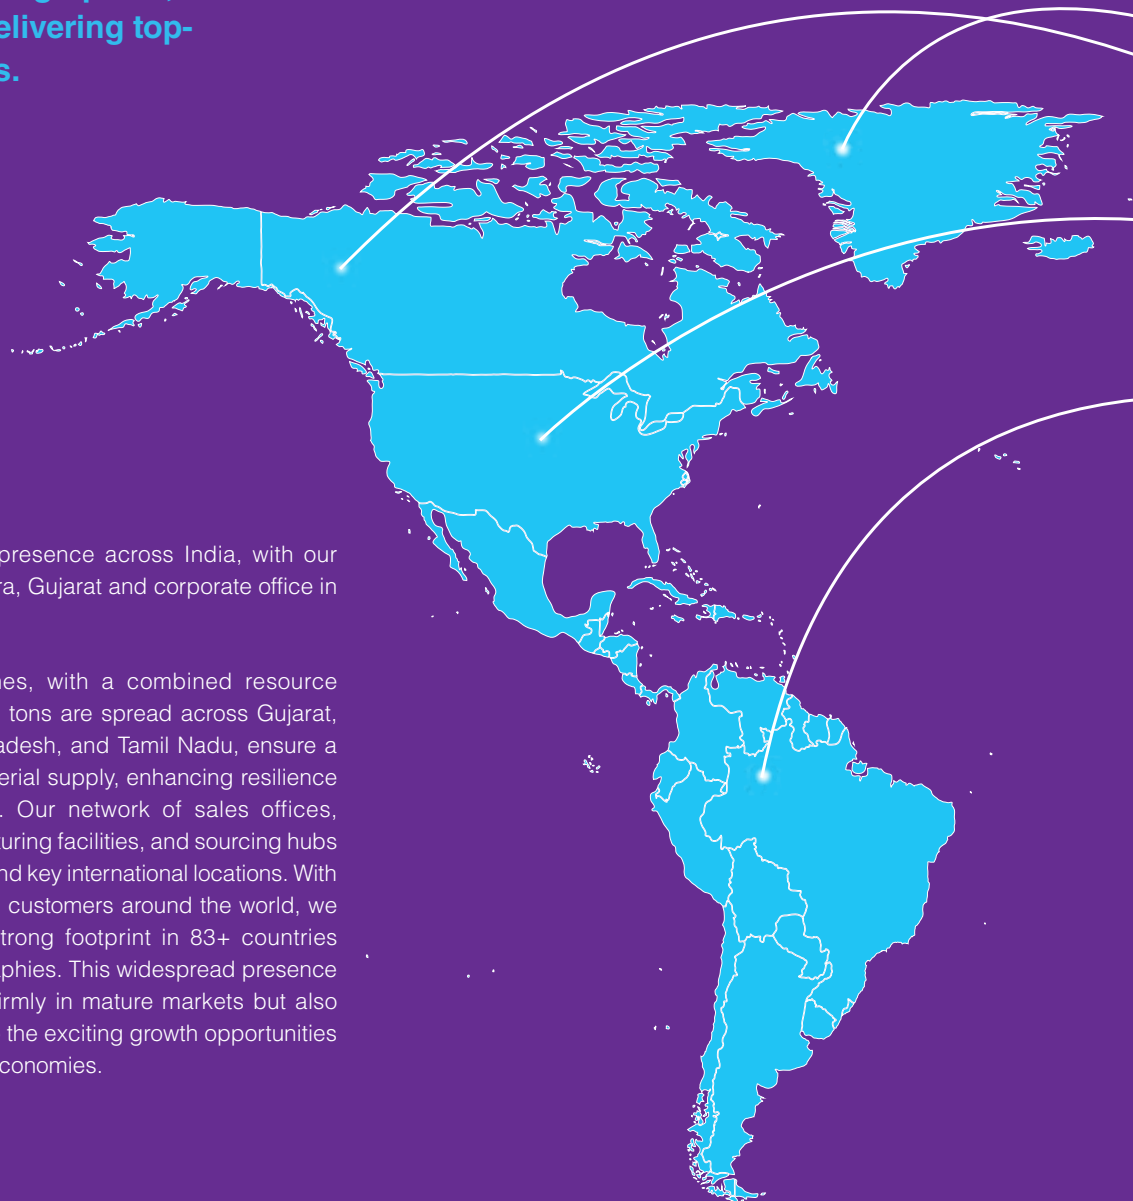 elivering top-
s.
presence across India, with our
ra, Gujarat and corporate office in
nes, with a combined resource
tons are spread across Gujarat,
adesh, and Tamil Nadu, ensure a
erial supply, enhancing resilience
. Our network of sales offices,
turing facilities, and sourcing hubs
nd key international locations. With
customers around the world, we
trong footprint in 83+ countries
aphies. This widespread presence
irmly in mature markets but also
the exciting growth opportunities
conomies.